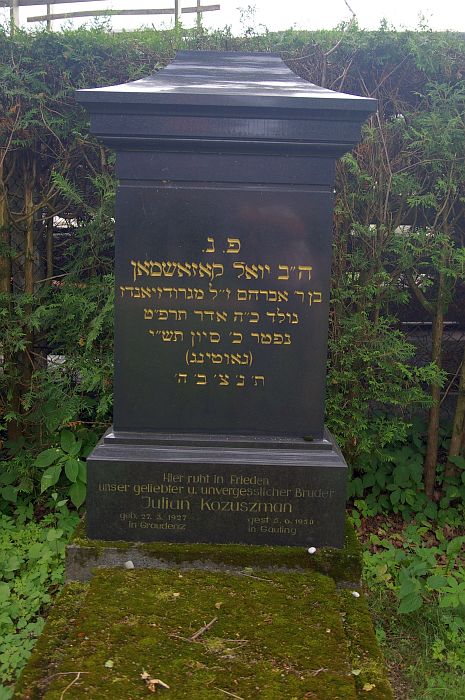 פ. נ.
ה״ב יואל קאזאשמאן
בן ר׳ אברהם ז״ל מגרודזיאנדז
נולד כ״ה אדר תרפ״ט
נפטר כ׳ סיון תש״י
(גאוטינג)
ת׳ נ׳ צ׳ ב׳ ה׳
Hier ruht in Frieden
unser geliebter u. unvergesslicher Bruder
Julian Kozuszman
geb. 27. 3. 1927 gest 5. 6. 1950
in Graudenz in Gauting